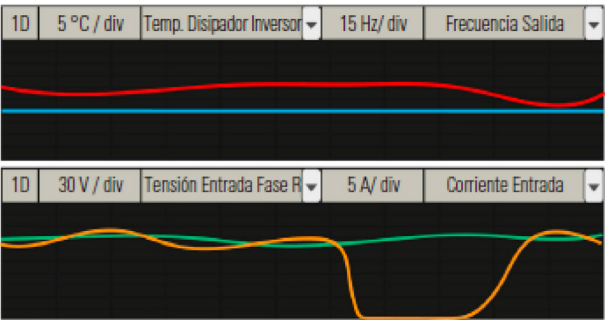 1D 5 °C / div Temp. Disipador Inversor 15 Hz/ div Frecuencia Salida
1D 30 V / div Tensión Entrada Fase R 5 A/ div Corriente Entrada